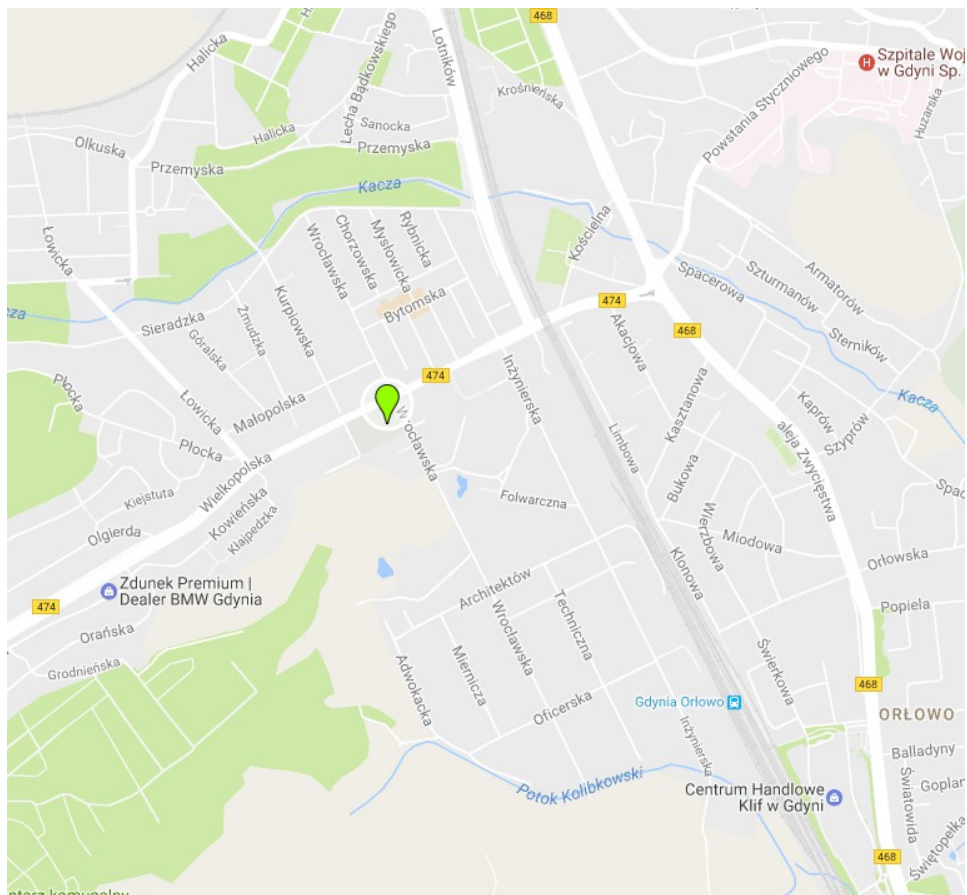 468
Halicka
Lecha Bądkowskiego
Lotników
Szpitale Woj
w Gdyni Sp.
H
Krośnieńska
Powstania Styczniowego
Huzarska
Sanocka
Halicka
Olkuska
Przemyska
Przemyska
Kacza
Rybnicka
Mysłowicka
Chorzowska
Wrocławska
Kościelna
Łowicka
Spacerowa
Szturmanów
Armatorów
Kurpiowska
474
Bytomska
Sieradzka
Żmudzka
Góralska
468
Akacjowa
Sterników
474
Inżynierska
Płocka
Łowicka
Małopolska
Kasztanowa
Kacza
Kaprów
Szyprów
Wrocławska
Płocka
Limbowa
aleja Zwycięstwa
Wielkopolska
Bukowa
Kiejstuta
Folwarczna
Spac
Kowieńska
Wierzbowa
Olgierda
Kłajpedzka
Miodowa
Orłowska
Klonowa
Zdunek Premium |
Dealer BMW Gdynia
Architektów
474
Techniczna
Wrocławska
Popiela
Orańska
Miernicza
Grodnieńska
Adwokacka
Świerkowa
468
Oficerska
Gdynia Orłowo
ORŁOWO
Inżynierska
Balladyny
Potok Kolibkowski
Centrum Handlowe
Klif w Gdyni
Światowida
Goplan
468
Świętopełka